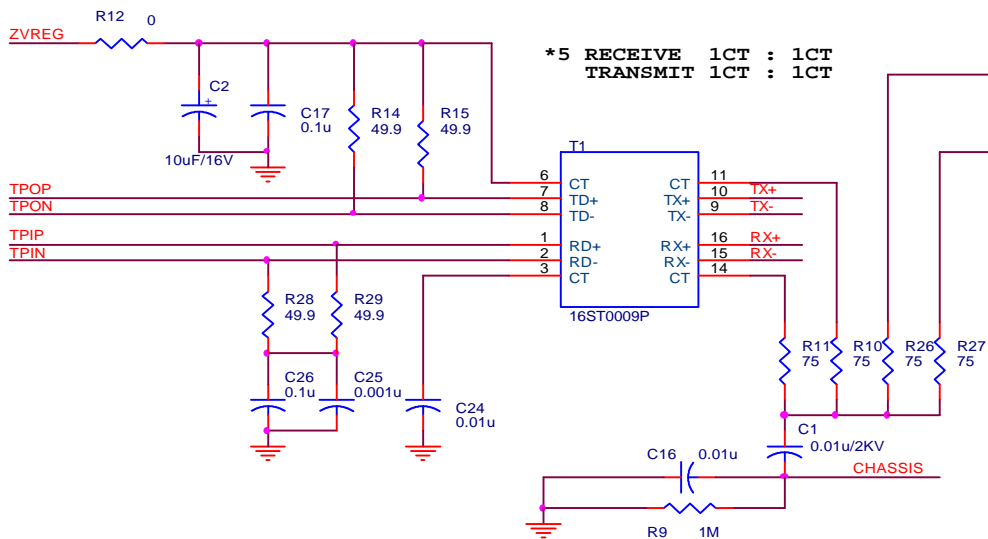 R12 0
ZVREG
*5 RECEIVE 1CT : 1CT
TRANSMIT 1CT : 1CT
C2
+
10uF/16V
C17
0.1u
R14
49.9
R15
49.9
T1
6 CT CT 11
TPOP 7 TD+ TX+ 10 TX+
TPON 8 TD- TX- 9 TX-
TPIP 1 RD+ RX+ 16 RX+
TPIN 2 RD- RX- 15 RX-
3 CT CT 14
16ST0009P
R28
49.9
R29
49.9
R11
75
R10
75
R26
75
R27
75
C26
0.1u
C25
0.001u
C24
0.01u
C1
0.01u/2KV
C16 0.01u
CHASSIS
R9 1M